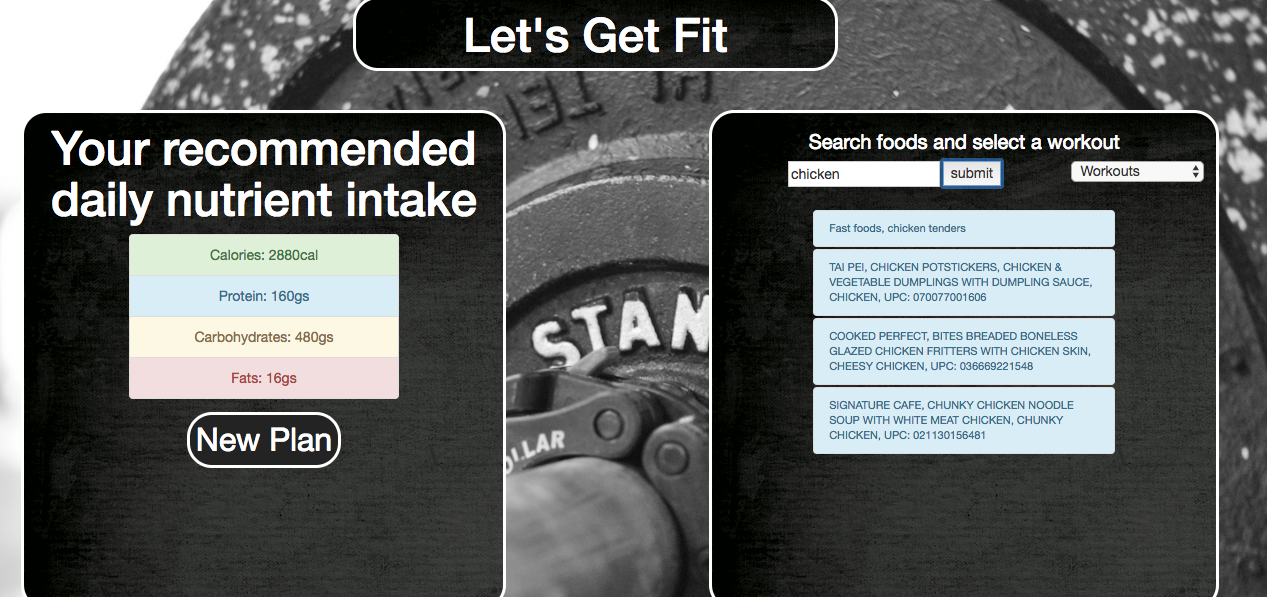 Let's Get Fit
Your recommended
daily nutrient intake
Calories: 2880cal
Protein: 160gs
Carbohydrates: 480gs
Fats: 16gs
New Plan
Search foods and select a workout
chicken
submit
Workouts
Fast foods, chicken tenders
TAI PEI, CHICKEN POTSTICKERS, CHICKEN &
VEGETABLE DUMPLINGS WITH DUMPLING SAUCE,
CHICKEN, UPC: 070077001606
COOKED PERFECT, BITES BREADED BONELESS
GLAZED CHICKEN FRITTERS WITH CHICKEN SKIN,
CHEESY CHICKEN, UPC: 036669221548
SIGNATURE CAFE, CHUNKY CHICKEN NOODLE
SOUP WITH WHITE MEAT CHICKEN, CHUNKY
CHICKEN, UPC: 021130156481
STAN
OLLAR